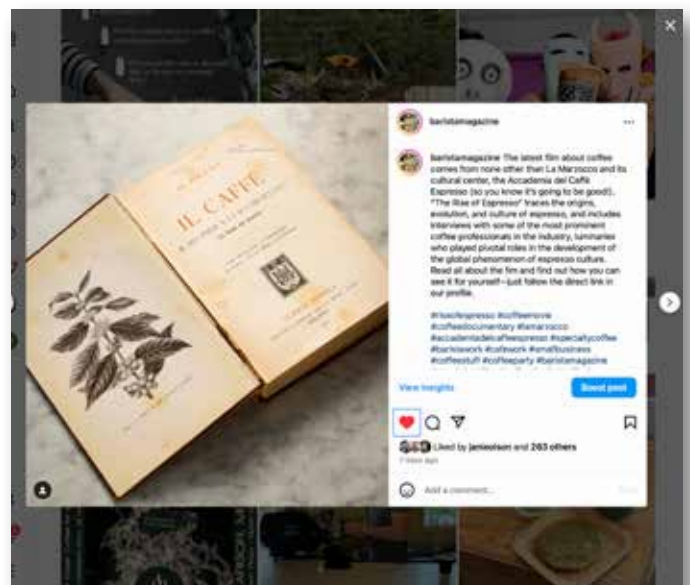 IL CAFFÈ
baristamagazine
baristamagazine The latest film about coffee
comes from none other than La Marzocco and its
cultural center, the Accademia del Caffè
Espresso (so you know it's going to be good!).
"The Rise of Espresso" traces the origins,
evolution, and culture of espresso, and includes
interviews with some of the most prominent
coffee professionals in the industry, luminaries
who played pivotal roles in the development of
the global phenomenon of espresso culture.
Read all about the fim and find out how you can
see it for yourself—just follow the direct link in
our profile.
#riseofespresso #coffeemovie
#coffeedocumentary #lamarzocco
#accademiadelcaffeespresso #specialtycoffee
#baristawork #cafework #smallbusiness
#coffeestuff #coffeeparty #baristamagazine
View insights
Boost post
Liked by janieolson and 263 others
7 days ago
Add a comment...